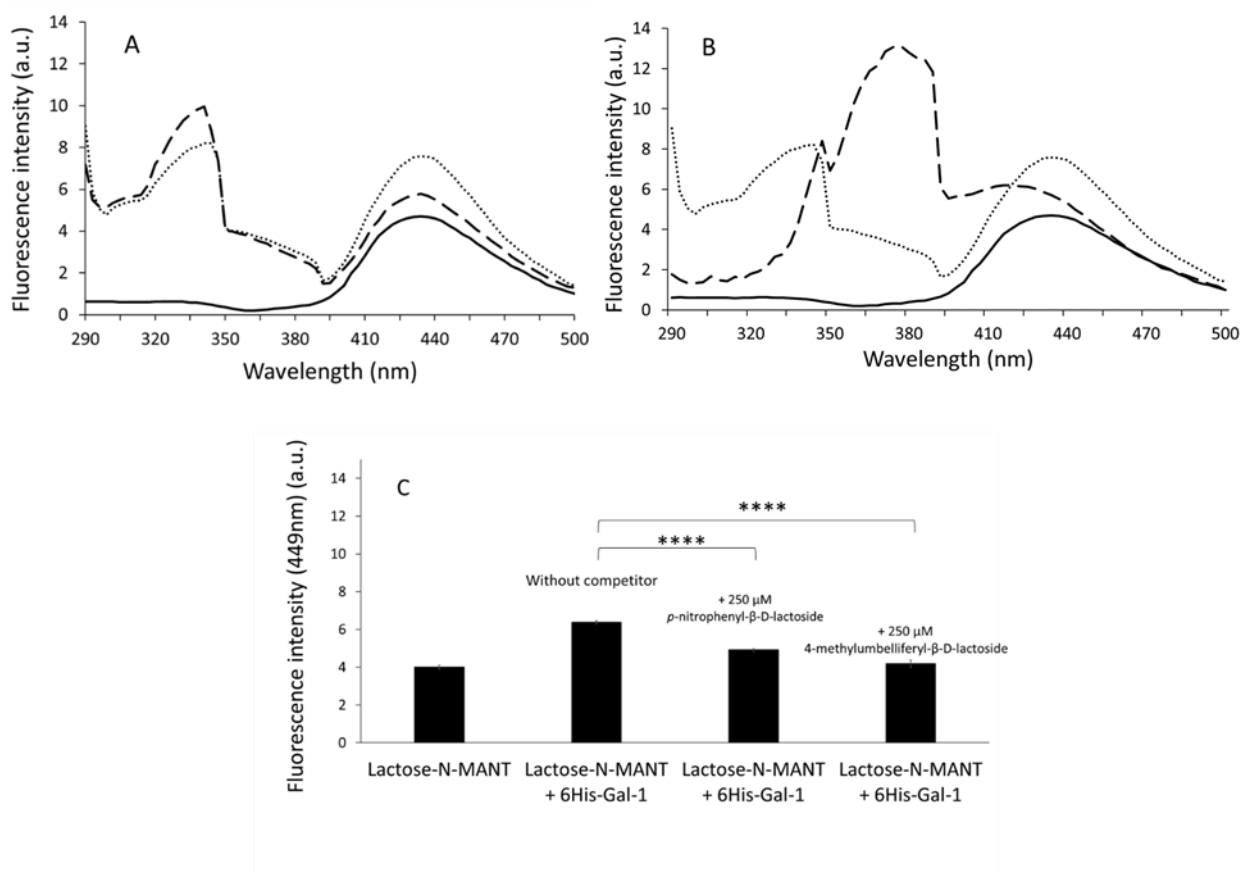 Fluorescence intensity (a.u.)
A
14
12
10
8
6
4
2
0
290 320 350 380 410 440 470 500
Wavelength (nm)
Fluorescence intensity (a.u.)
B
14
12
10
8
6
4
2
0
290 320 350 380 410 440 470 500
Wavelength (nm)
Fluorescence intensity (449nm) (a.u.)
C
14
12
10
8
6
4
2
0
****
****
Without competitor
+ 250 μM
p-nitrophenyl-β-D-lactoside
+ 250 μM
4-methylumbelliferyl-β-D-lactoside
Lactose-N-MANT
Lactose-N-MANT
+ 6His-Gal-1
Lactose-N-MANT
+ 6His-Gal-1
Lactose-N-MANT
+ 6His-Gal-1